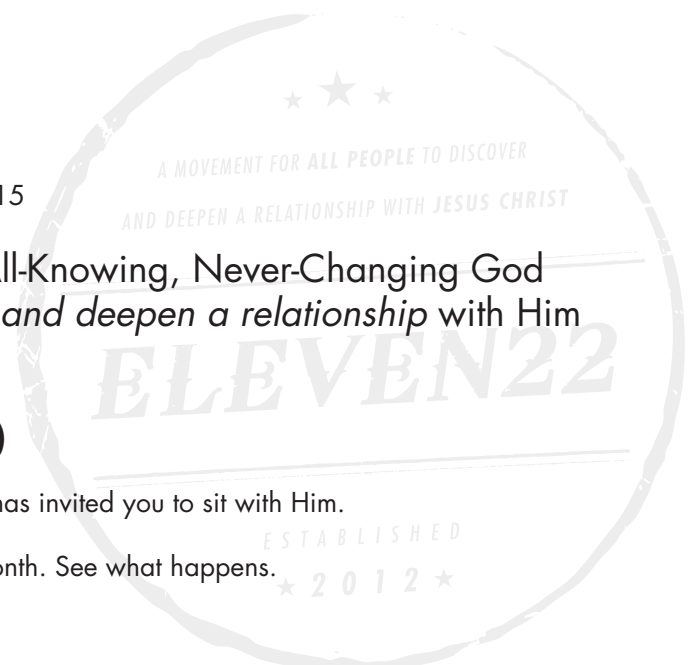 A MOVEMENT FOR ALL PEOPLE TO DISCOVER
15
AND DEEPEN A RELATIONSHIP WITH JESUS CHRIST
ll-Knowing, Never-Changing God
and deepen a relationship with Him
ELEVEN22
)
has invited you to sit with Him.
ESTABLISHED
onth. See what happens.
2012